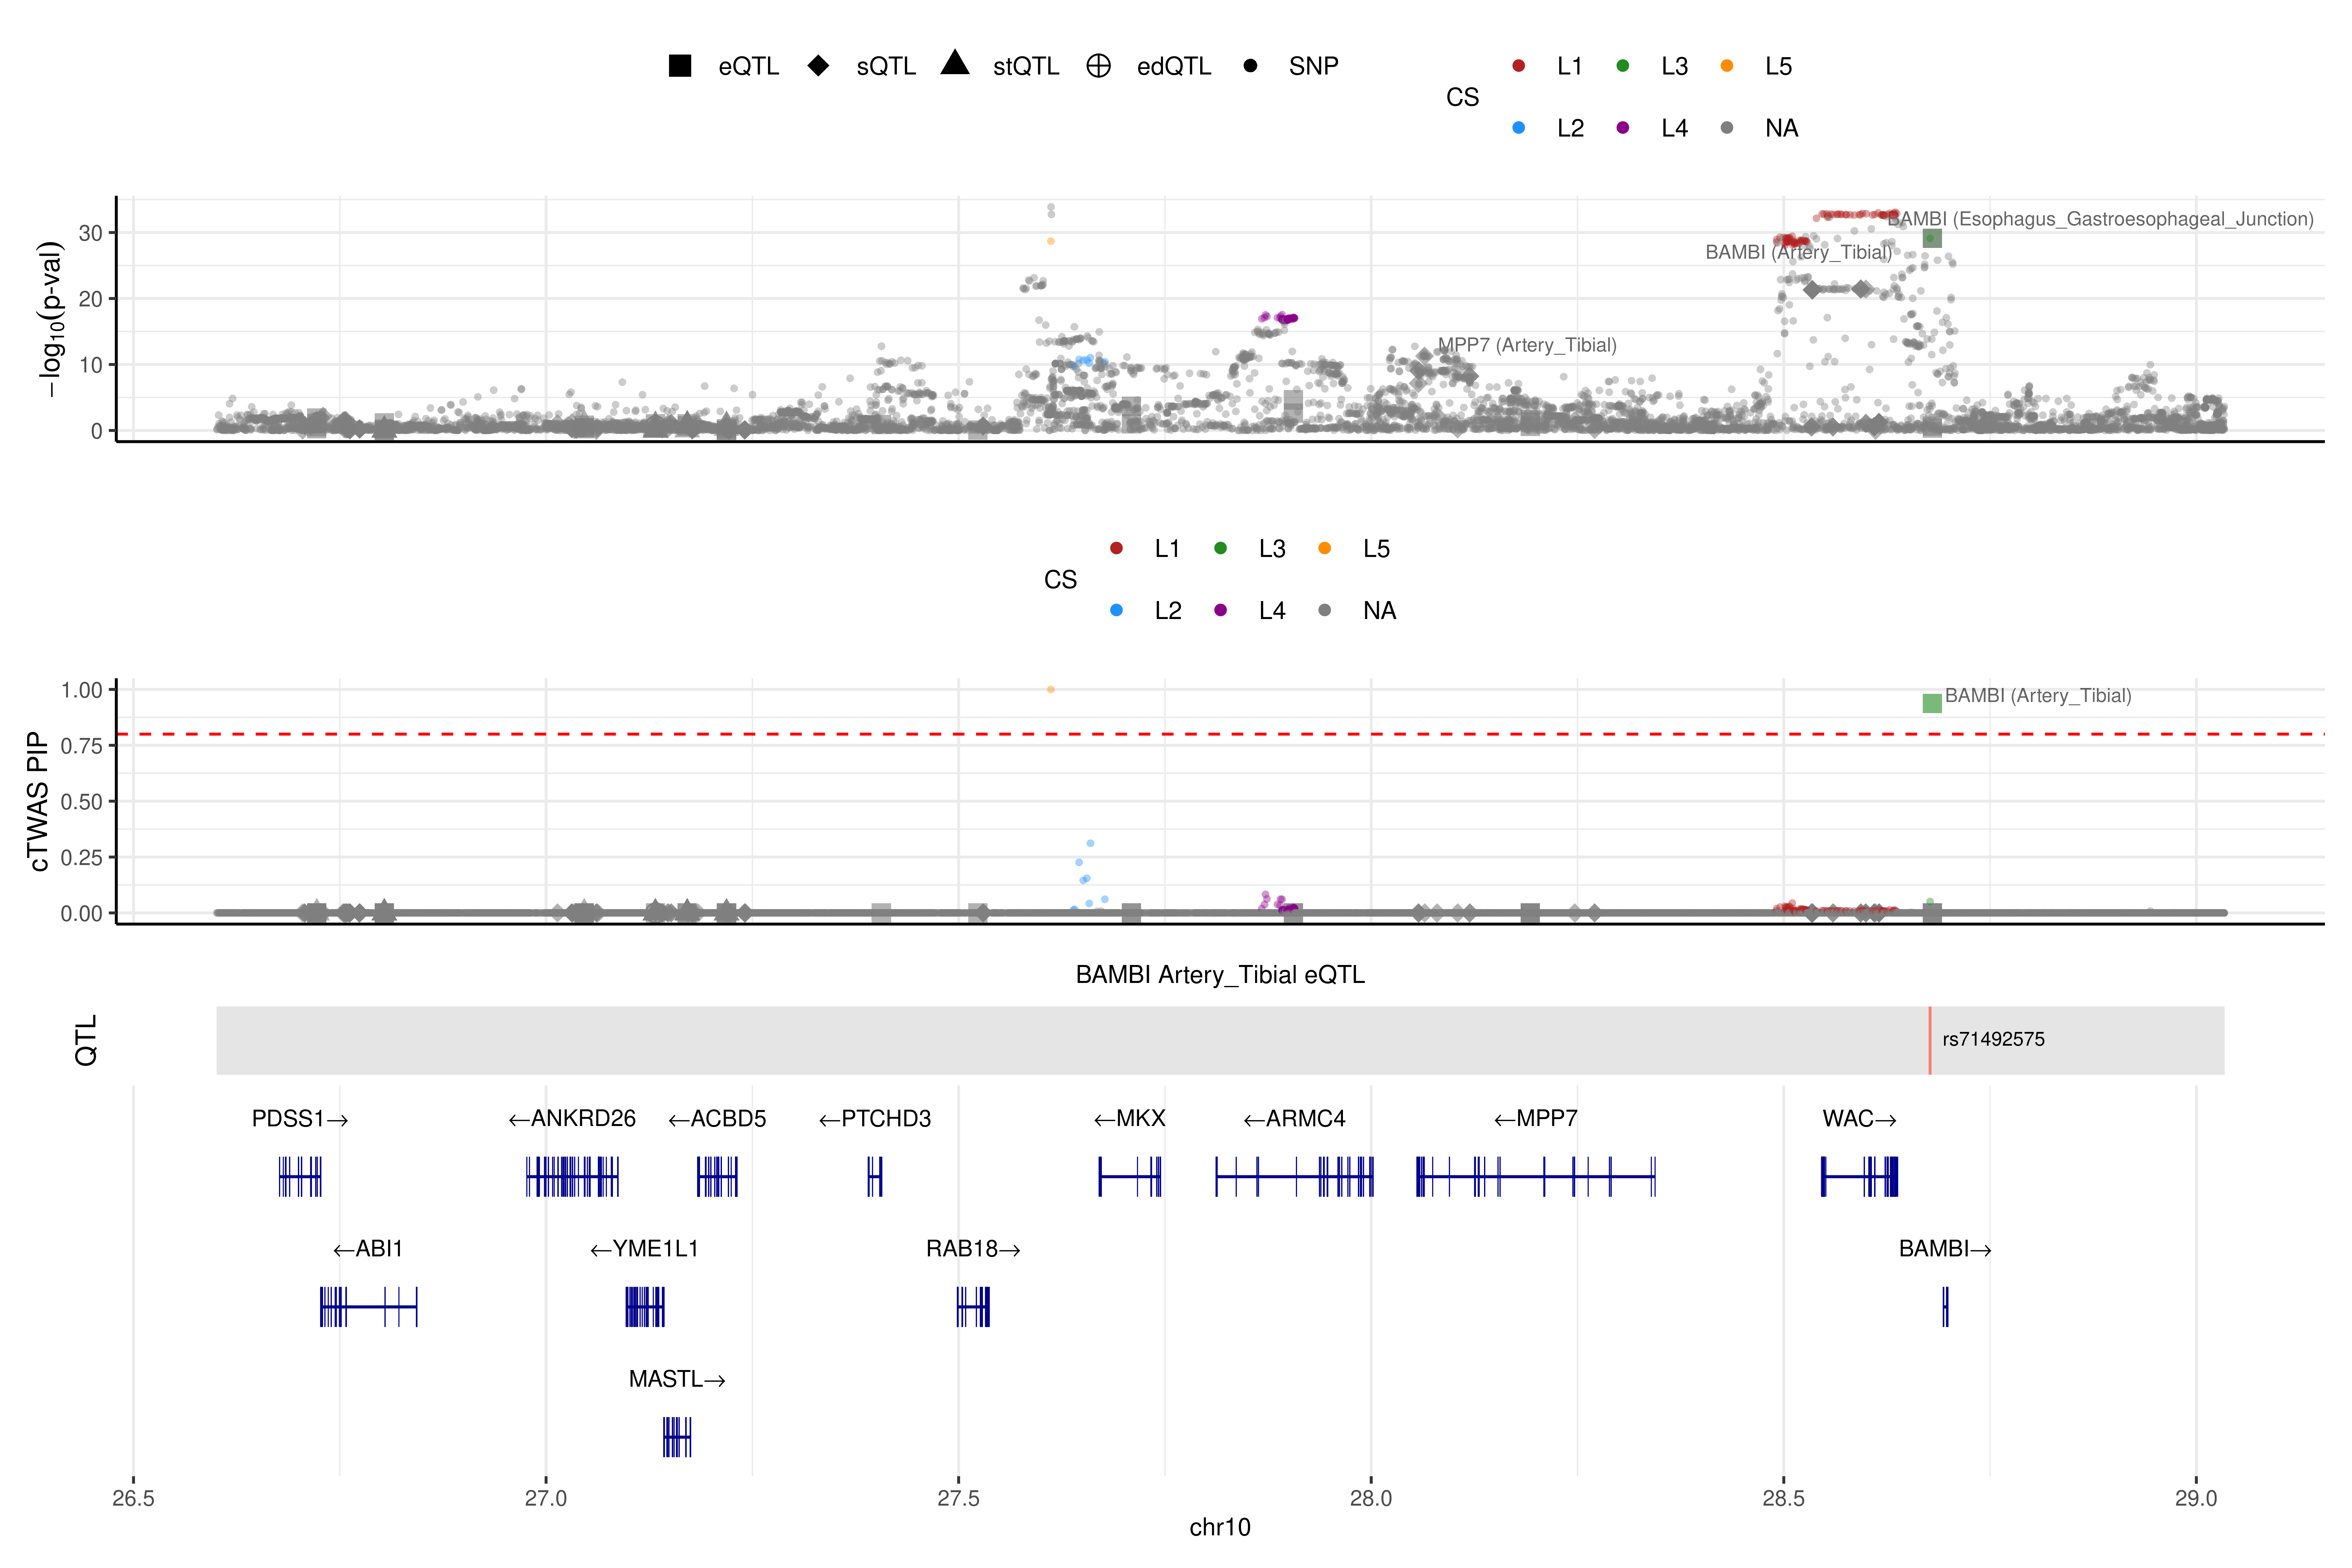 eQTL sQTL stQTL edQTL SNP
CS
L1 L3 L5
L2 L4 NA
−log10(p-val)
30
20
10
0
BAMBI (Esophagus_Gastroesophageal_Junction)
BAMBI (Artery_Tibial)
MPP7 (Artery_Tibial)
CS
L1 L3 L5
L2 L4 NA
cTWAS PIP
1.00
0.75
0.50
0.25
0.00
BAMBI (Artery_Tibial)
BAMBI Artery_Tibial eQTL
QTL
rs71492575
PDSS1→ ←ANKRD26 ←ACBD5 ←PTCHD3 ←MKX ←ARMC4 ←MPP7 WAC→
←ABI1 ←YME1L1 RAB18→ BAMBI→
MASTL→
26.5 27.0 27.5 28.0 28.5 29.0
chr10